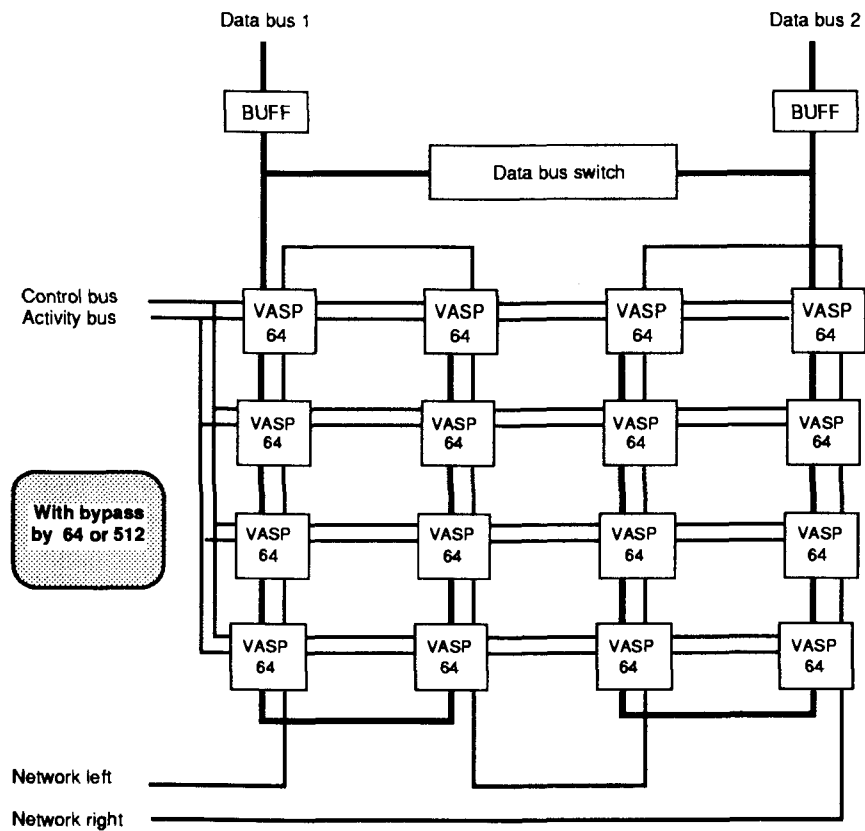 Data bus 1
Data bus 2
BUFF
BUFF
Data bus switch
Control bus
Activity bus
VASP
64
VASP
64
VASP
64
VASP
64
VASP
64
VASP
64
VASP
64
VASP
64
With bypass
by 64 or 512
VASP
64
VASP
64
VASP
64
VASP
64
VASP
64
VASP
64
VASP
64
VASP
64
Network left
Network right